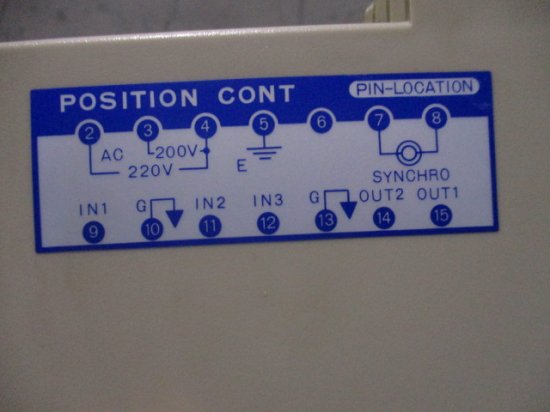 POSITION CONT PIN-LOCATION
2 3 4 5 6 7 8
AC 200V
220V E SYNCHRO
IN1 G IN2 IN3 G OUT2 OUT1
9 10 11 12 13 14 15